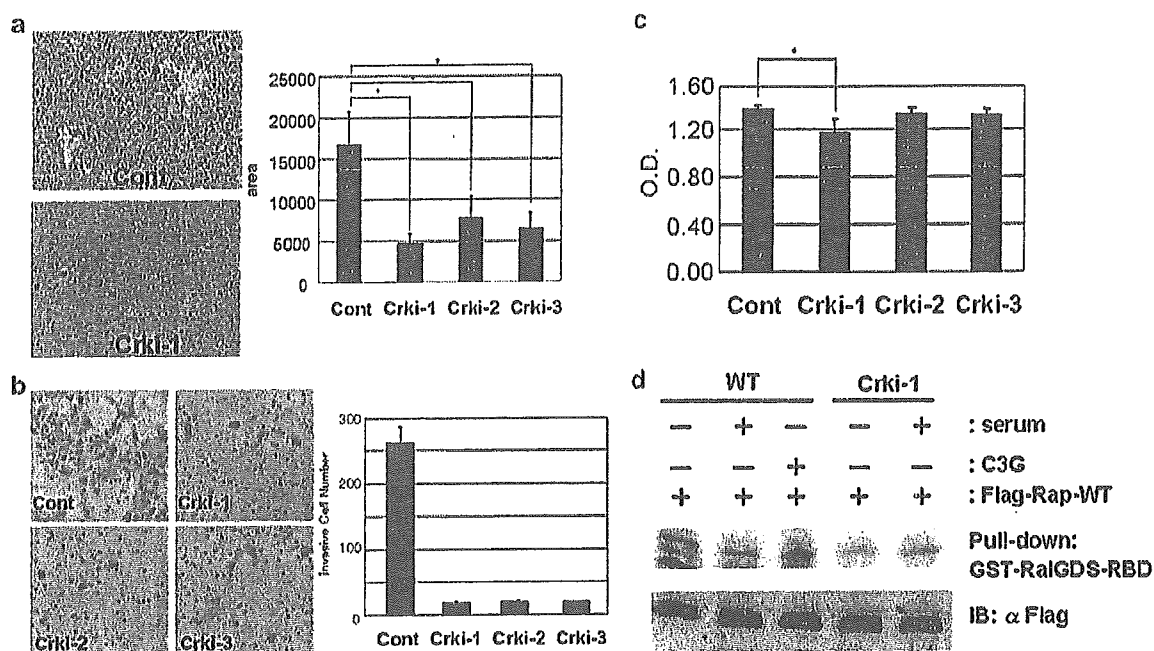 a
Cont
Crki-1
area
25000
20000
15000
10000
5000
0
Cont Crki-1 Crki-2 Crki-3
*
*
*
b
Cont
Crki-1
Crki-2
Crki-3
Invasive Cell Number
300
200
100
0
Cont Crki-1 Crki-2 Crki-3
c
*
O.D.
1.60
1.20
0.80
0.40
0.00
Cont Crki-1 Crki-2 Crki-3
d
WT Crki-1
− + − − + : serum
− − + − − : C3G
+ + + + + : Flag-Rap-WT
Pull-down:
GST-RalGDS-RBD
IB: α Flag